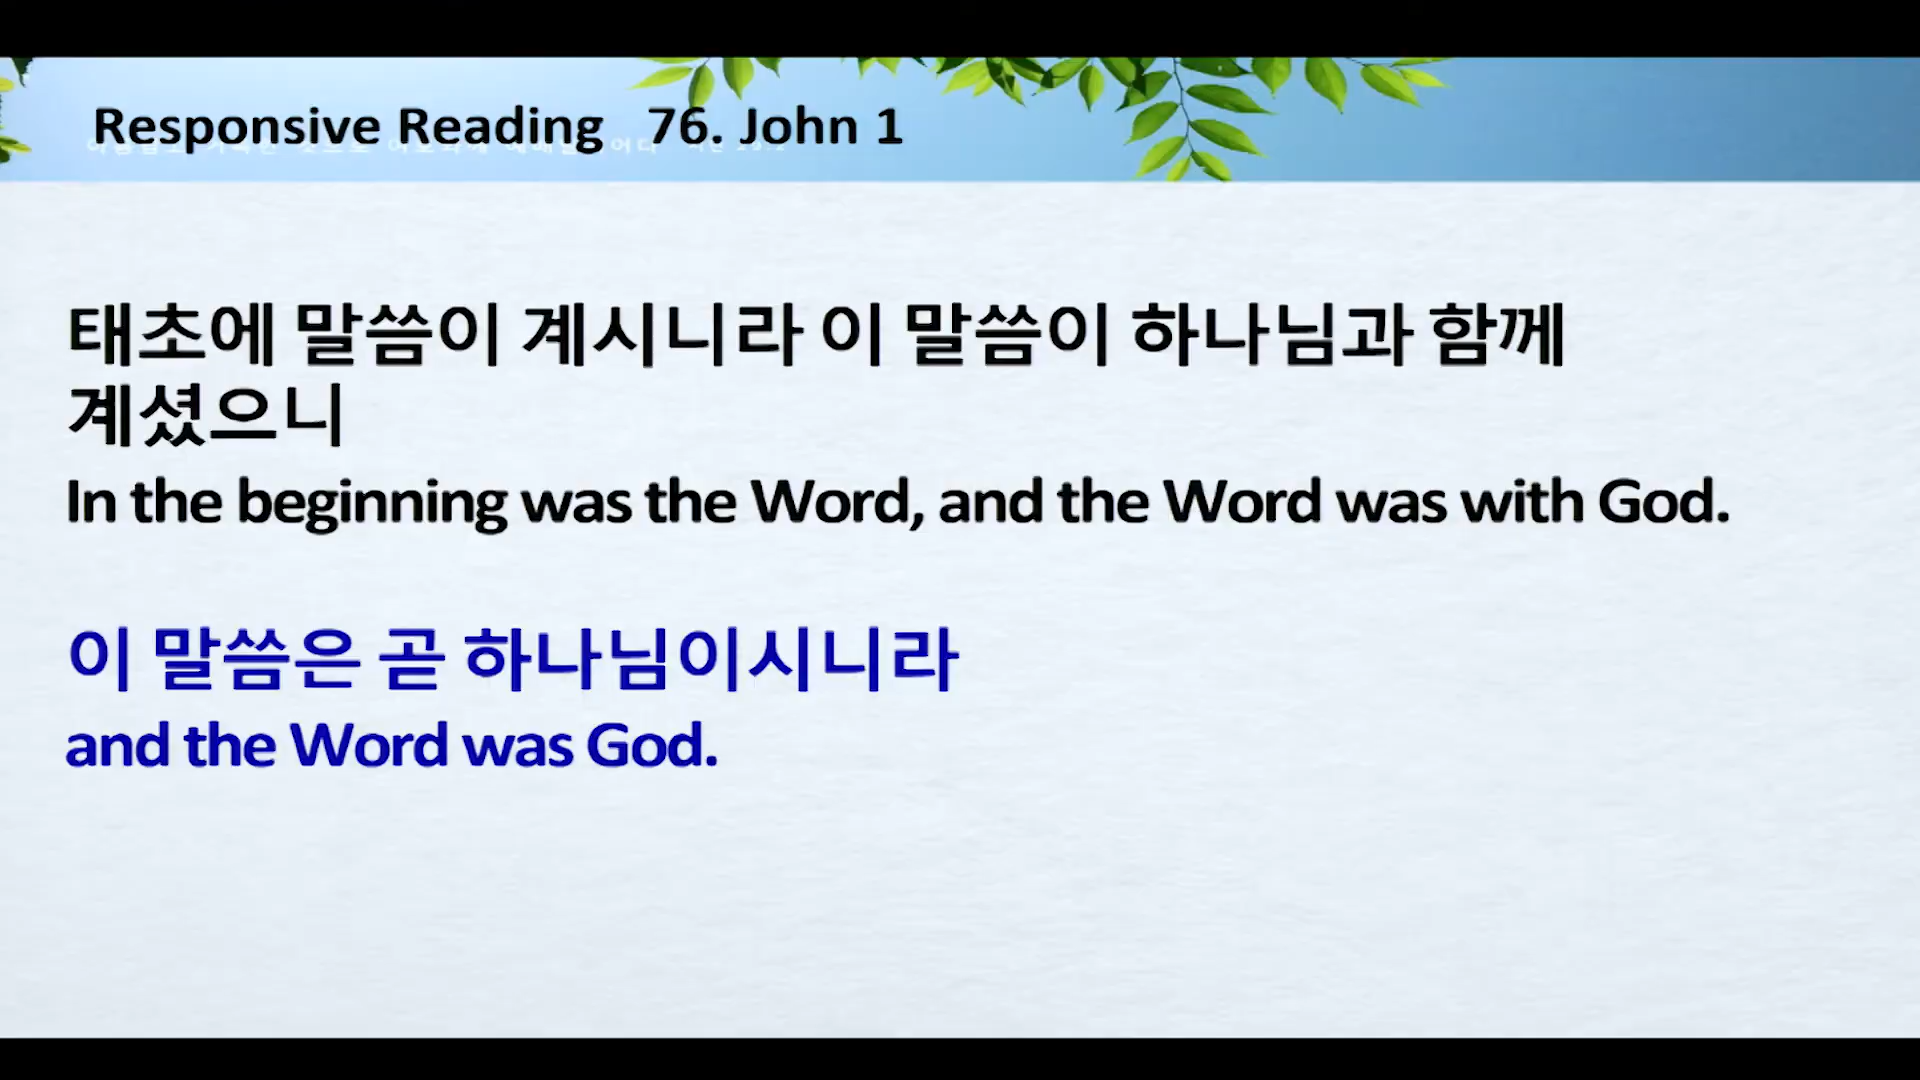 Responsive Reading 76. John 1
태초에 말씀이 계시니라 이 말씀이 하나님과 함께
계셨으니
In the beginning was the Word, and the Word was with God.
이 말씀은 곧 하나님이시니라
and the Word was God.